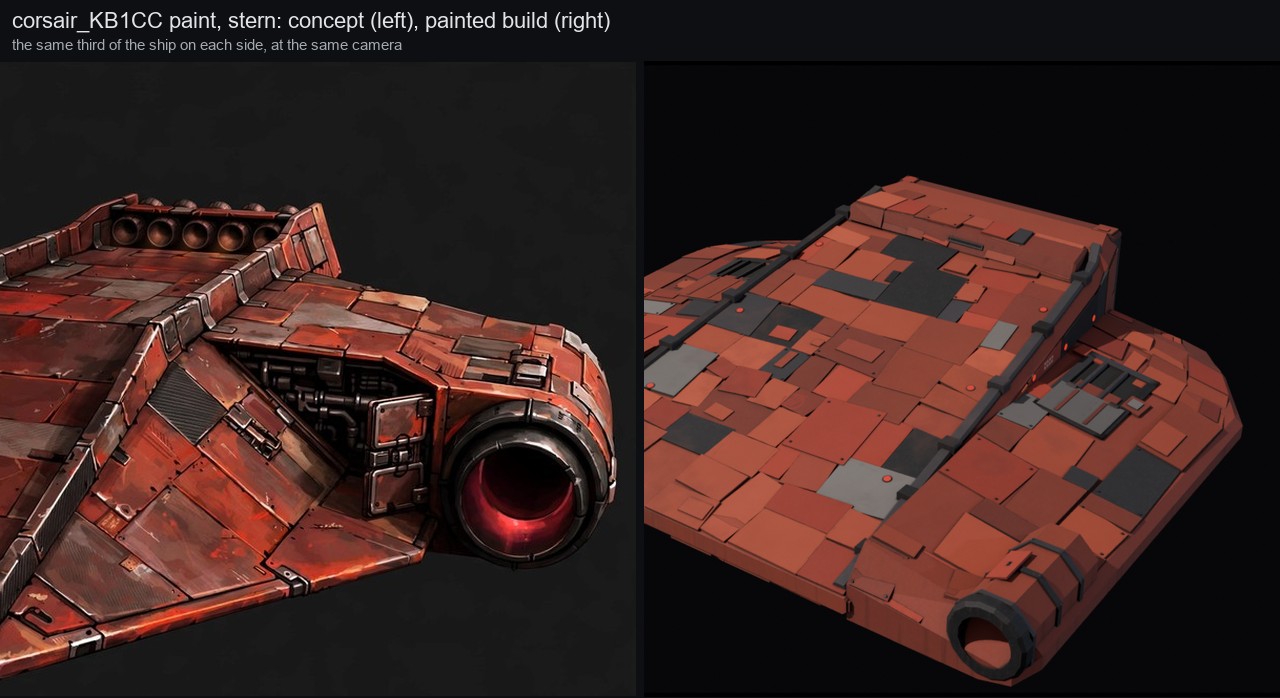 corsair_KB1CC paint, stern: concept (left), painted build (right)
the same third of the ship on each side, at the same camera